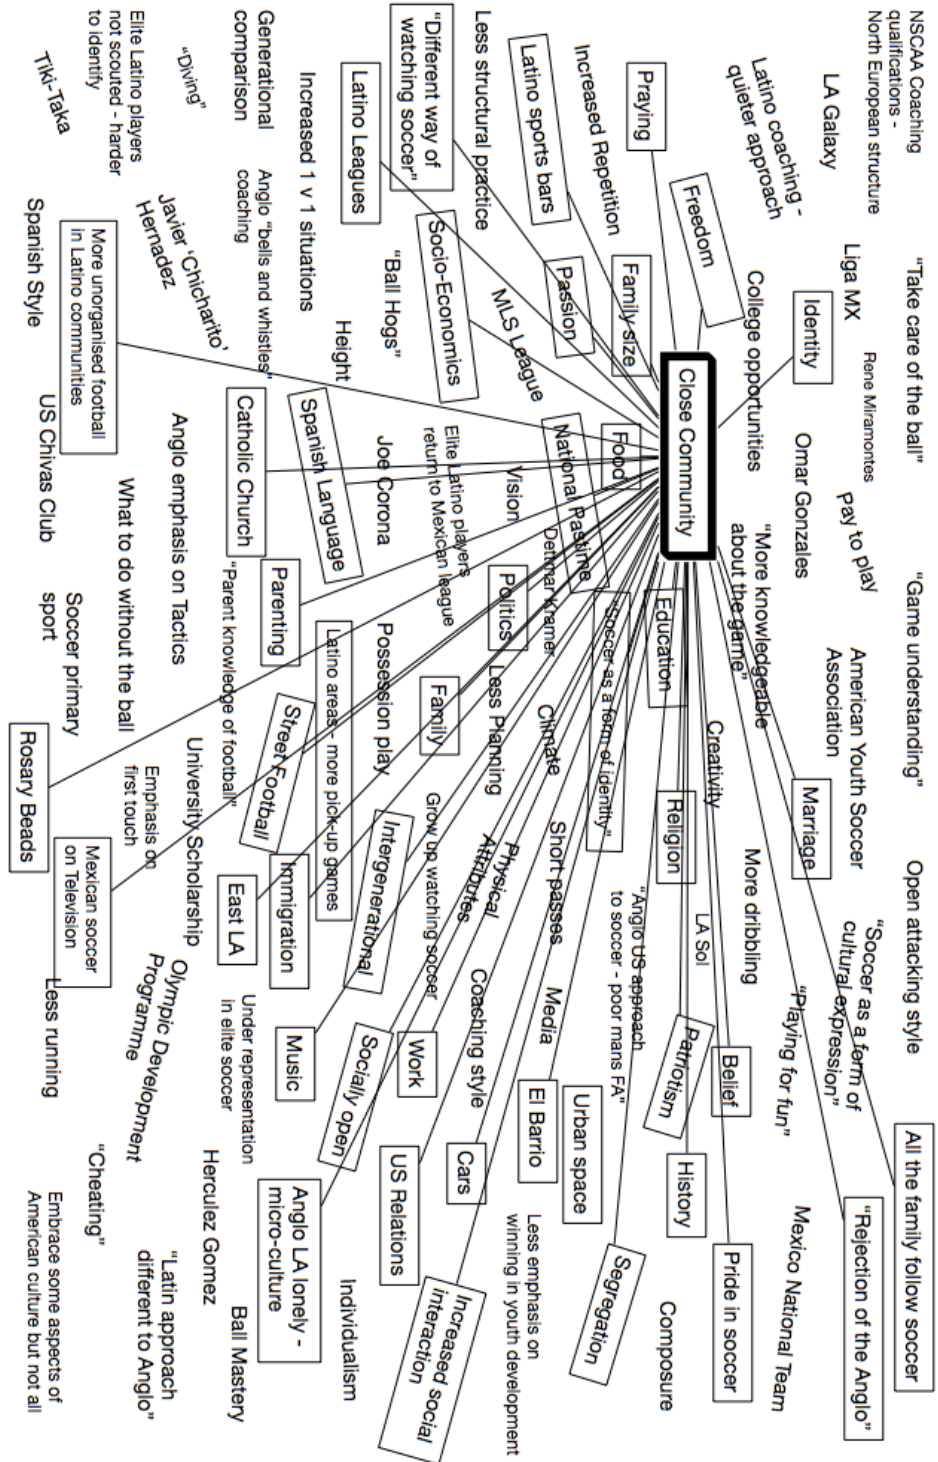 NSCAA Coaching
qualifications -
North European structure
"Take care of the ball"
"Game understanding"
Open attacking style
All the family follow soccer
LA Galaxy
Liga MX
Rene Miramontes
Pay to play
American Youth Soccer
Association
"Soccer as a form of
cultural expression"
"Rejection of the Anglo"
Latino coaching -
quieter approach
Identity
Omar Gonzales
Marriage
"Playing for fun"
Mexico National Team
College opportunities
"More knowledgeable
about the game"
More dribbling
Freedom
Creativity
LA Sol
Belief
Pride in soccer
Praying
Close Community
Education
Religion
Patriotism
History
Composure
Increased Repetition
Family size
Food
"Soccer as a form of identity"
"Anglo US approach
to soccer - poor mans FA"
Urban space
Segregation
Latino sports bars
Passion
National Pastime
Dettmar Kramer
Climate
Short passes
Media
El Barrio
Less emphasis on
winning in youth development
Less structural practice
MLS League
Vision
Politics
Less Planning
Physical
Attributes
Coaching style
Cars
Increased social
interaction
"Different way of
watching soccer"
Socio-Economics
Elite Latino players
return to Mexican league
Family
Grow up watching soccer
Work
US Relations
Latino Leagues
"Ball Hogs"
Joe Corona
Possession play
Intergenerational
Socially open
Individualism
Increased 1 v 1 situations
Height
Spanish Language
Latino areas - more pick-up games
Music
Anglo LA lonely -
micro-culture
Generational
comparison
Anglo "bells and whistles"
coaching
Catholic Church
Parenting
Street Football
Immigration
"Parent knowledge of football"
East LA
Under representation
in elite soccer
Ball Mastery
"Diving"
Javier 'Chicharito'
Hernadez
Anglo emphasis on Tactics
University Scholarship
Herculez Gomez
Elite Latino players
not scouted - harder
to identify
What to do without the ball
Emphasis on
first touch
Olympic Development
Programme
"Latin approach
different to Anglo"
More unorganised football
in Latino communities
Soccer primary
sport
Mexican soccer
on Television
"Cheating"
Tiki-Taka
Spanish Style
US Chivas Club
Rosary Beads
Less running
Embrace some aspects of
American culture but not all